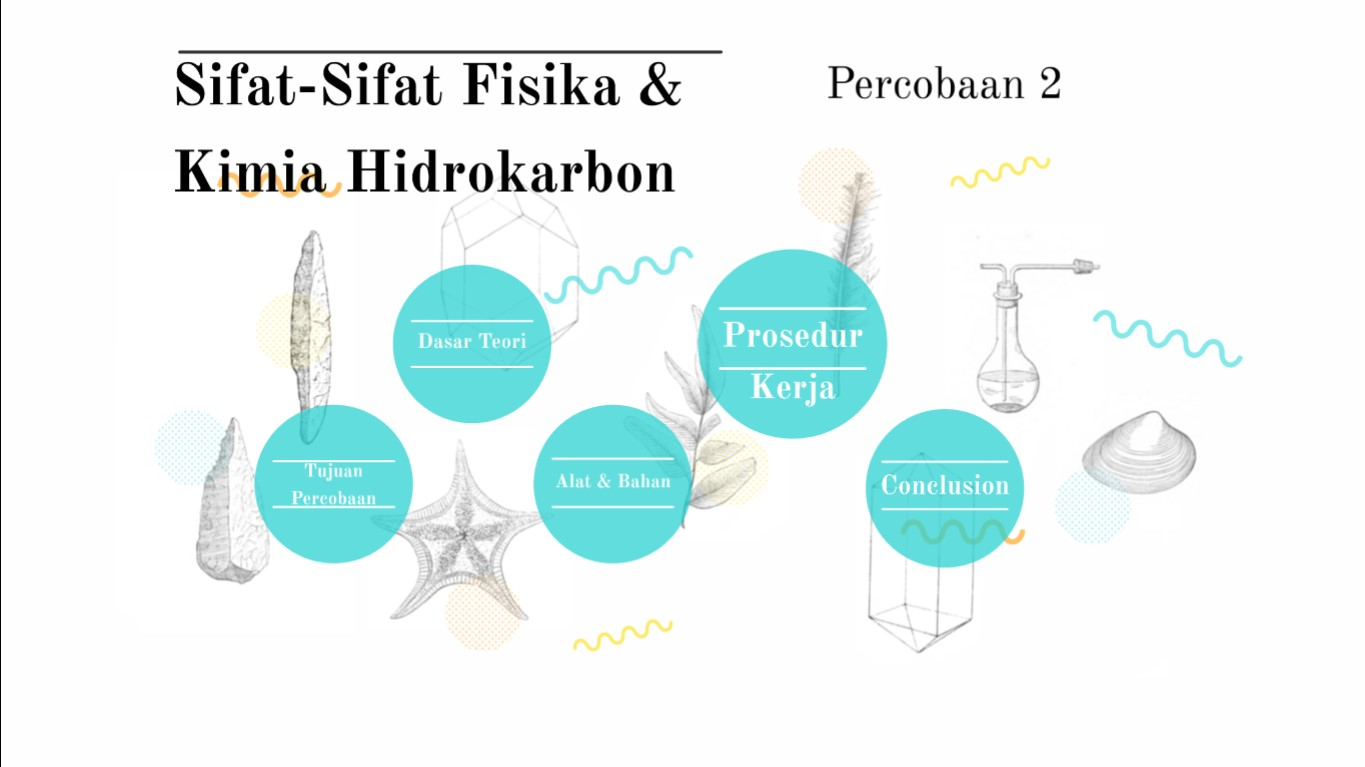 Sifat-Sifat Fisika &
Kimia Hidrokarbon
Percobaan 2
Dasar Teori
Prosedur
Kerja
Tujuan
Percobaan
Alat & Bahan
Conclusion